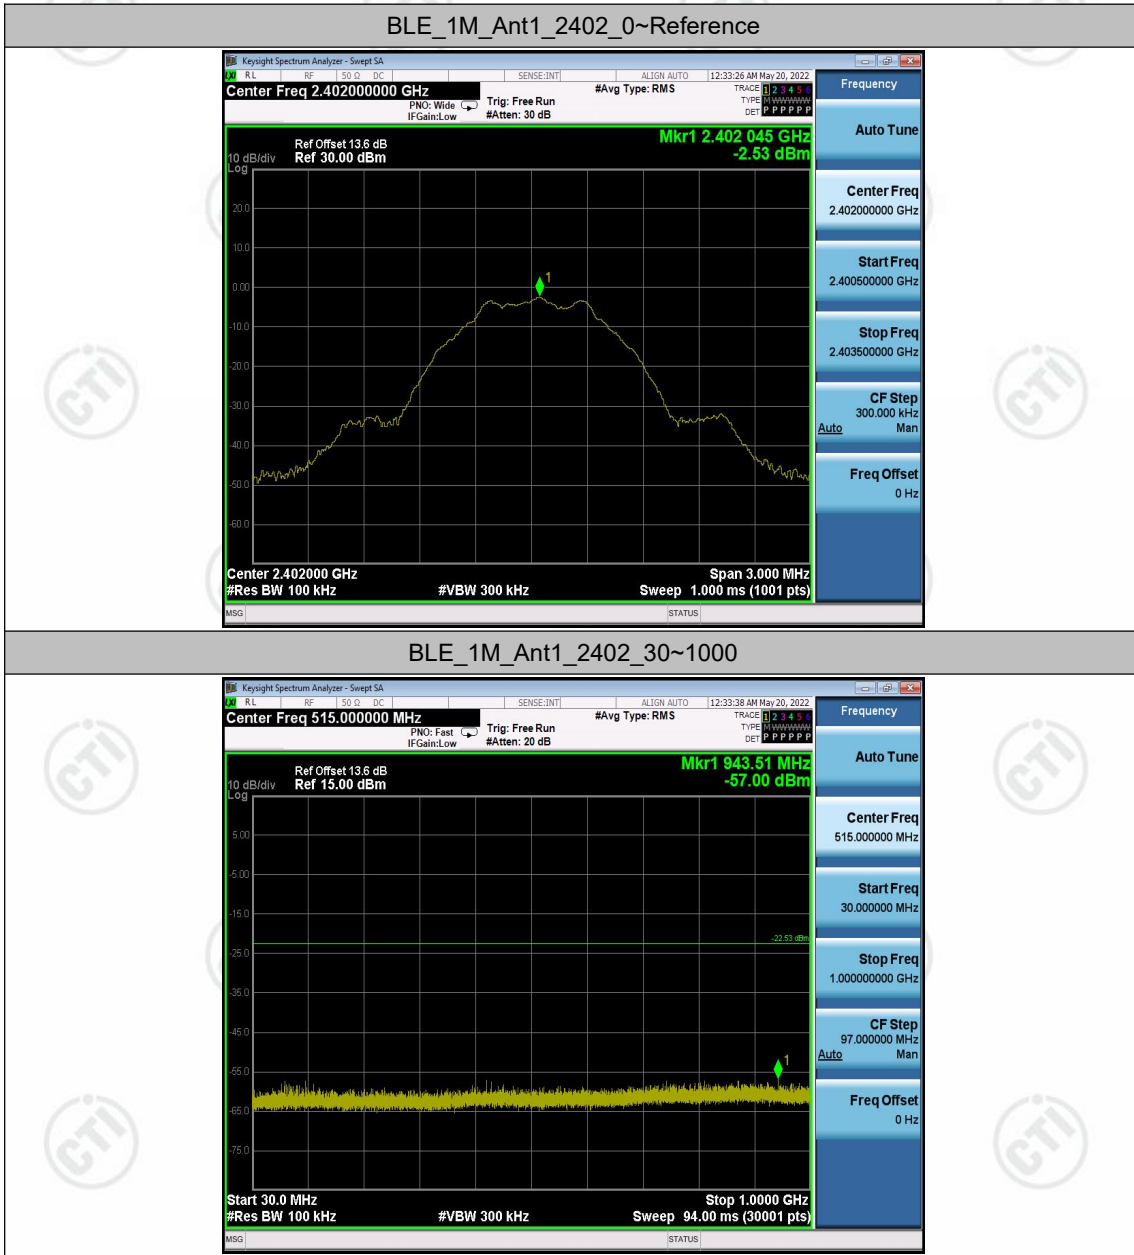 BLE_1M_Ant1_2402_0~Reference
Keysight Spectrum Analyzer - Swept SA
RL RF 50 Ω DC SENSE:INT ALIGN AUTO 12:33:26 AM May 20, 2022
Center Freq 2.402000000 GHz
PNO: Wide
IFGain:Low
Trig: Free Run
#Atten: 30 dB
#Avg Type: RMS
TRACE 1 2 3 4 5 6
TYPE M W W W W W
DET P P P P P P
Frequency
Auto Tune
Ref Offset 13.6 dB
10 dB/div Ref 30.00 dBm
Log
Mkr1 2.402 045 GHz
-2.53 dBm
20.0
10.0
0.00
-10.0
-20.0
-30.0
-40.0
-50.0
-60.0
1
Center 2.402000 GHz
Span 3.000 MHz
#Res BW 100 kHz #VBW 300 kHz Sweep 1.000 ms (1001 pts)
MSG STATUS
Center Freq
2.402000000 GHz
Start Freq
2.400500000 GHz
Stop Freq
2.403500000 GHz
CF Step
300.000 kHz
Auto Man
Freq Offset
0 Hz
BLE_1M_Ant1_2402_30~1000
Keysight Spectrum Analyzer - Swept SA
RL RF 50 Ω DC SENSE:INT ALIGN AUTO 12:33:38 AM May 20, 2022
Center Freq 515.000000 MHz
PNO: Fast
IFGain:Low
Trig: Free Run
#Atten: 20 dB
#Avg Type: RMS
TRACE 1 2 3 4 5 6
TYPE M W W W W W
DET P P P P P P
Frequency
Auto Tune
Ref Offset 13.6 dB
10 dB/div Ref 15.00 dBm
Log
Mkr1 943.51 MHz
-57.00 dBm
5.00
-5.00
-15.0
-25.0
-35.0
-45.0
-55.0
-65.0
-75.0
-22.53 dBm
1
Start 30.0 MHz
Stop 1.0000 GHz
#Res BW 100 kHz #VBW 300 kHz Sweep 94.00 ms (30001 pts)
MSG STATUS
Center Freq
515.000000 MHz
Start Freq
30.000000 MHz
Stop Freq
1.000000000 GHz
CF Step
97.000000 MHz
Auto Man
Freq Offset
0 Hz
CTI
CTI
CTI
CTI
CTI
CTI